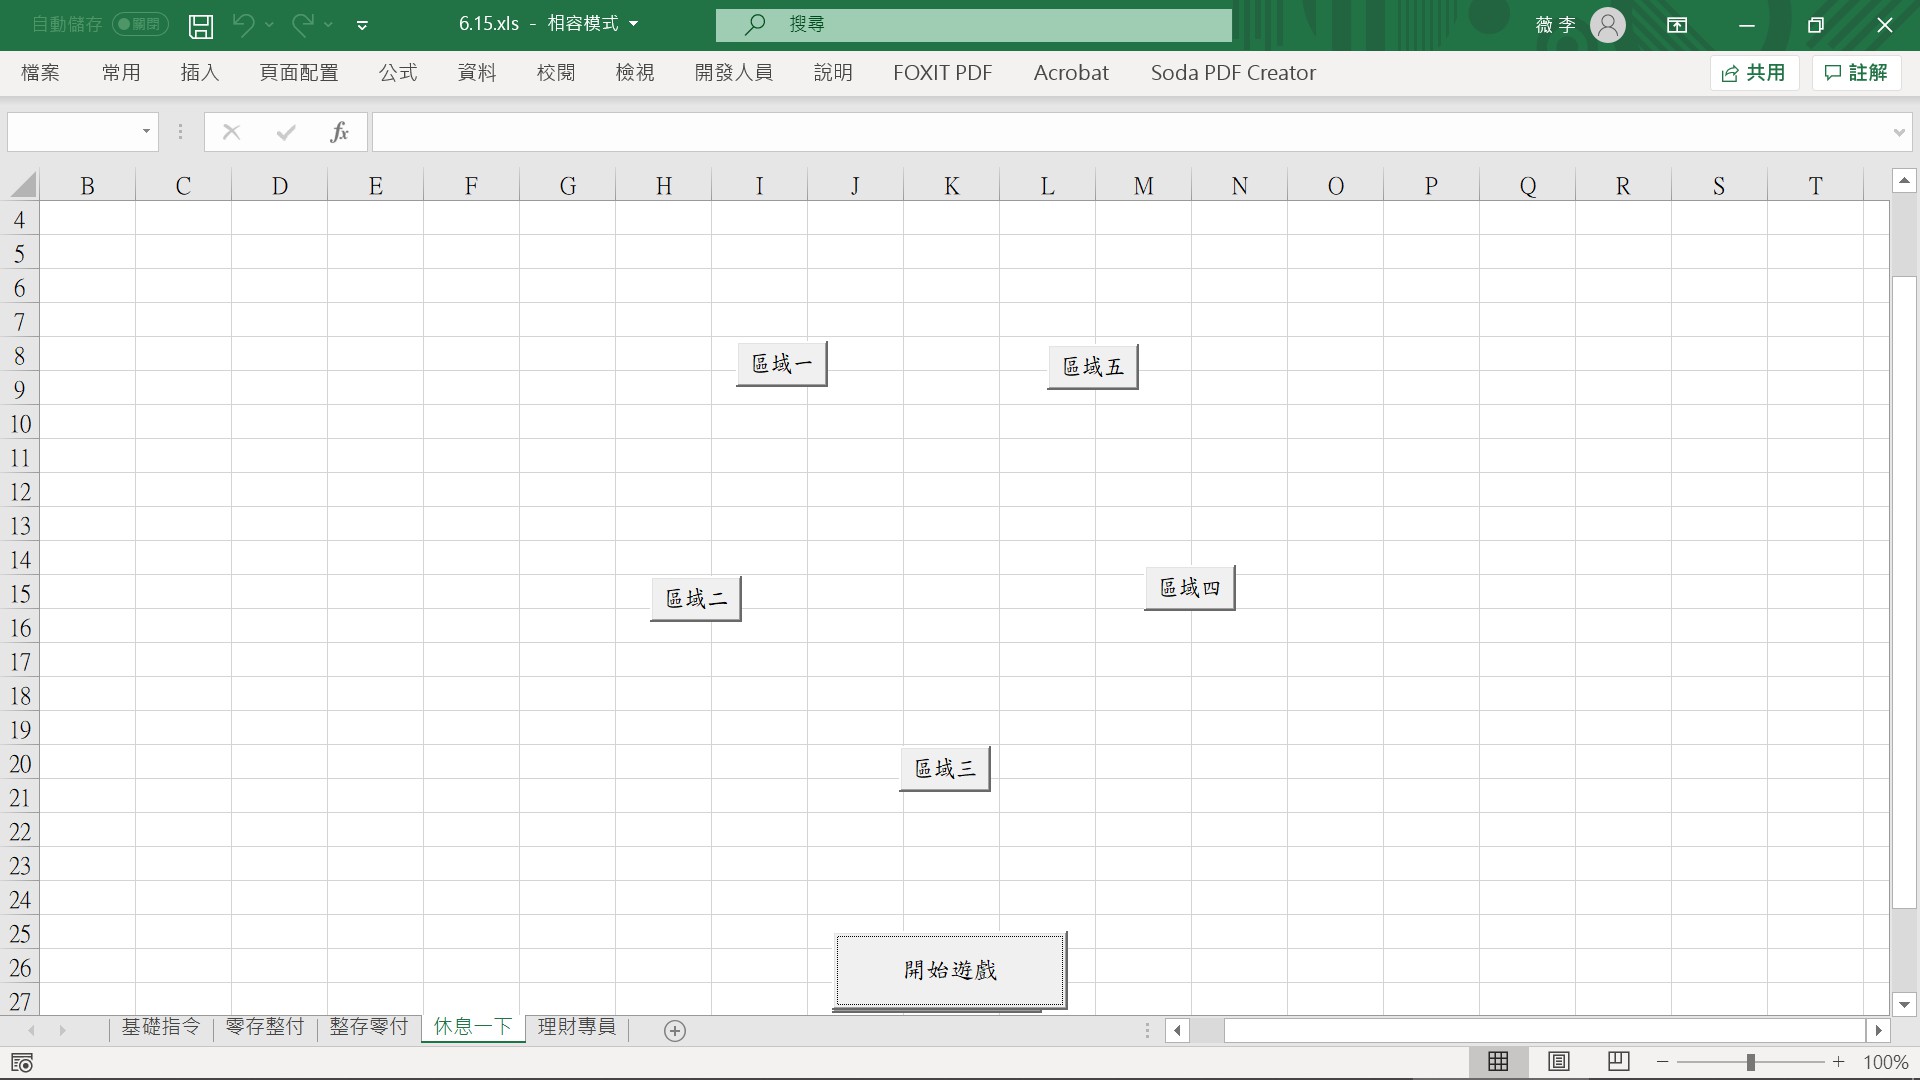 自動儲存 關閉 6.15.xls - 相容模式 搜尋 薇 李
檔案 常用 插入 頁面配置 公式 資料 校閱 檢視 開發人員 說明 FOXIT PDF Acrobat Soda PDF Creator 共用 註解
fx
B C D E F G H I J K L M N O P Q R S T
4
5
6
7
8
9
10
11
12
13
14
15
16
17
18
19
20
21
22
23
24
25
26
27
區域一 區域五
區域二 區域四
區域三
開始遊戲
基礎指令 零存整付 整存零付 休息一下 理財專員
100%